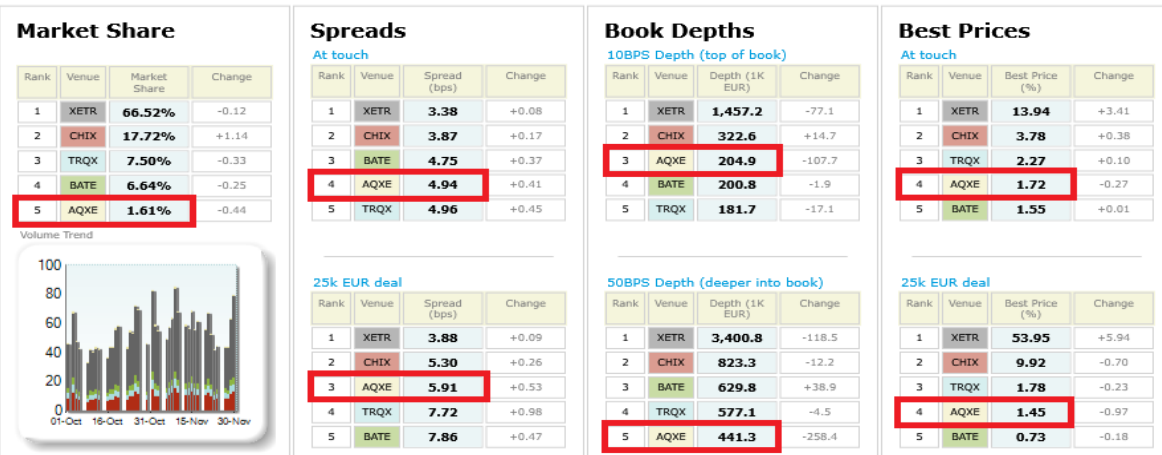 Market Share
Rank Venue Market Share Change
1 XETR 66.52% -0.12
2 CHIX 17.72% +1.14
3 TRQX 7.50% -0.33
4 BATE 6.64% -0.25
5 AQXE 1.61% -0.44
Volume Trend
100
80
60
40
20
0
01-Oct 16-Oct 31-Oct 15-Nov 30-Nov
Spreads
At touch
Rank Venue Spread (bps) Change
1 XETR 3.38 +0.08
2 CHIX 3.87 +0.17
3 BATE 4.75 +0.37
4 AQXE 4.94 +0.41
5 TRQX 4.96 +0.45
25k EUR deal
Rank Venue Spread (bps) Change
1 XETR 3.88 +0.09
2 CHIX 5.30 +0.26
3 AQXE 5.91 +0.53
4 TRQX 7.72 +0.98
5 BATE 7.86 +0.47
Book Depths
10BPS Depth (top of book)
Rank Venue Depth (1K EUR) Change
1 XETR 1,457.2 -77.1
2 CHIX 322.6 +14.7
3 AQXE 204.9 -107.7
4 BATE 200.8 -1.9
5 TRQX 181.7 -17.1
50BPS Depth (deeper into book)
Rank Venue Depth (1K EUR) Change
1 XETR 3,400.8 -118.5
2 CHIX 823.3 -12.2
3 BATE 629.8 +38.9
4 TRQX 577.1 -4.5
5 AQXE 441.3 -258.4
Best Prices
At touch
Rank Venue Best Price (%) Change
1 XETR 13.94 +3.41
2 CHIX 3.78 +0.38
3 TRQX 2.27 +0.10
4 AQXE 1.72 -0.27
5 BATE 1.55 +0.01
25k EUR deal
Rank Venue Best Price (%) Change
1 XETR 53.95 +5.94
2 CHIX 9.92 -0.70
3 TRQX 1.78 -0.23
4 AQXE 1.45 -0.97
5 BATE 0.73 -0.18